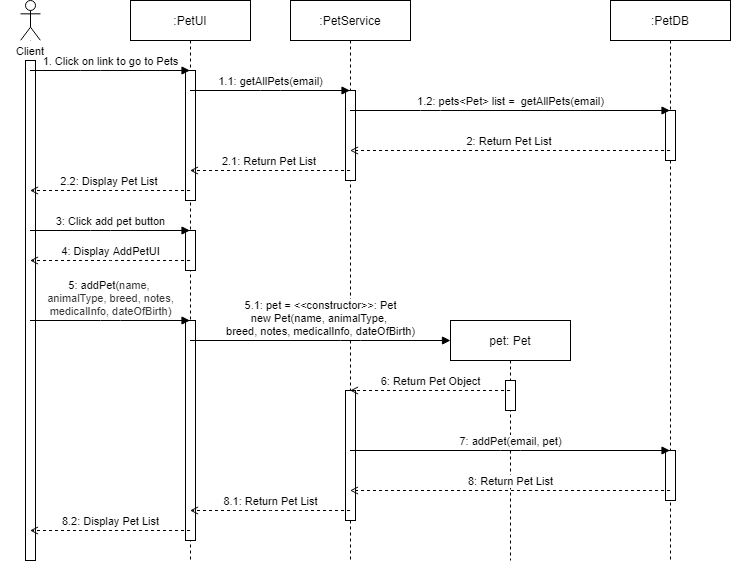 :PetUI
:PetService
:PetDB
Client
1. Click on link to go to Pets
1.1: getAllPets(email)
1.2: pets<Pet> list =  getAllPets(email)
2: Return Pet List
2.1: Return Pet List
2.2: Display Pet List
3: Click add pet button
4: Display AddPetUI
5: addPet(name,
animalType, breed, notes,
medicalInfo, dateOfBirth)
5.1: pet = <<constructor>>: Pet
new Pet(name, animalType,
breed, notes, medicalInfo, dateOfBirth)
pet: Pet
6: Return Pet Object
7: addPet(email, pet)
8: Return Pet List
8.1: Return Pet List
8.2: Display Pet List